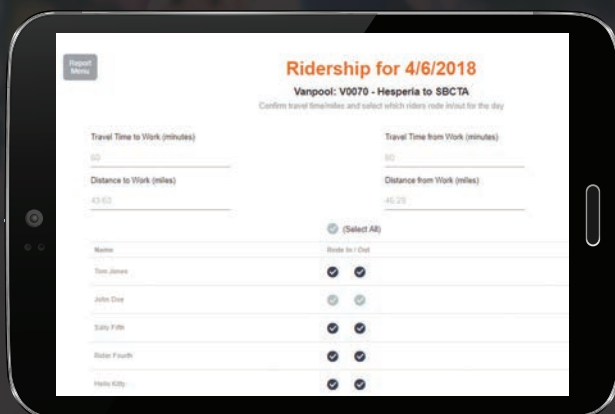 Report
Menu
Ridership for 4/6/2018
Vanpool: V0070 - Hesperia to SBCTA
Confirm travel time/miles and select which riders rode in/out for the day
Travel Time to Work (minutes)
Travel Time from Work (minutes)
60
Distance to Work (miles)
Distance from Work (miles)
(Select All)
Name
Rode In / Out
Tom Jones
John Doe
Sally Fifth
Rider Fourth
Hello Kitty